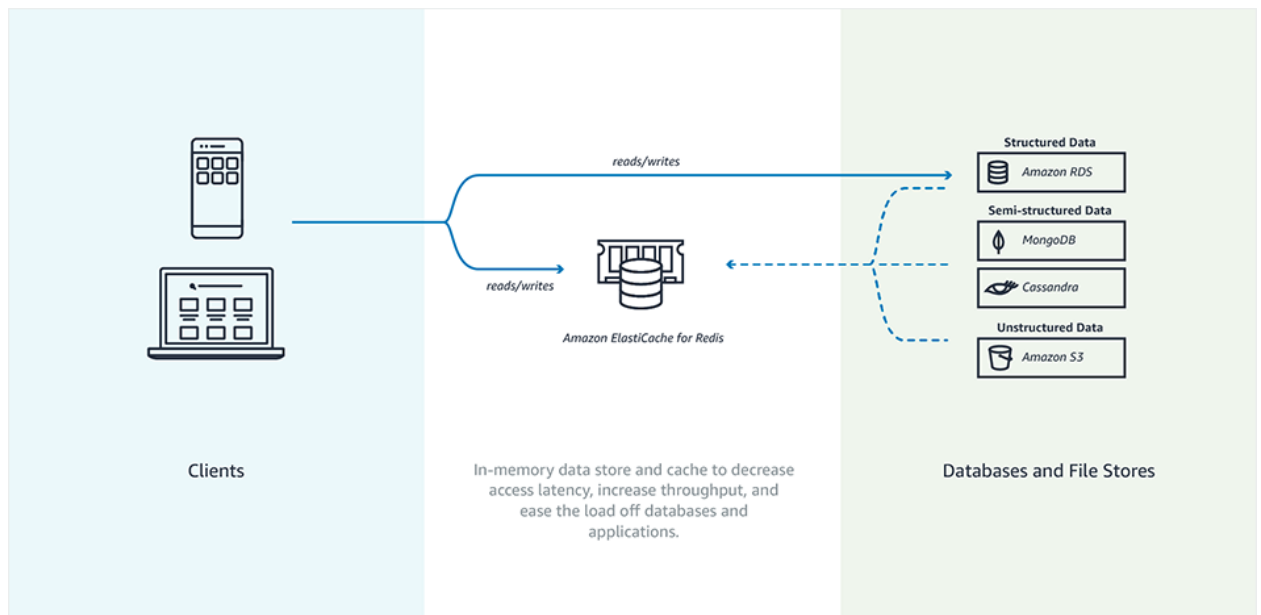 reads/writes
Structured Data
Amazon RDS
Semi-structured Data
MongoDB
Cassandra
Unstructured Data
Amazon S3
reads/writes
Amazon ElastiCache for Redis
Clients
In-memory data store and cache to decrease
access latency, increase throughput, and
ease the load off databases and
applications.
Databases and File Stores